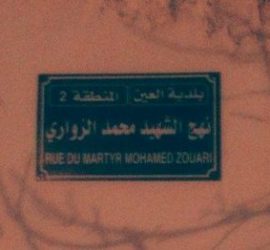 بلدية العين المنطقة 2
نهج الشهيد محمد الزواري
RUE DU MARTYR MOHAMED ZOUARI